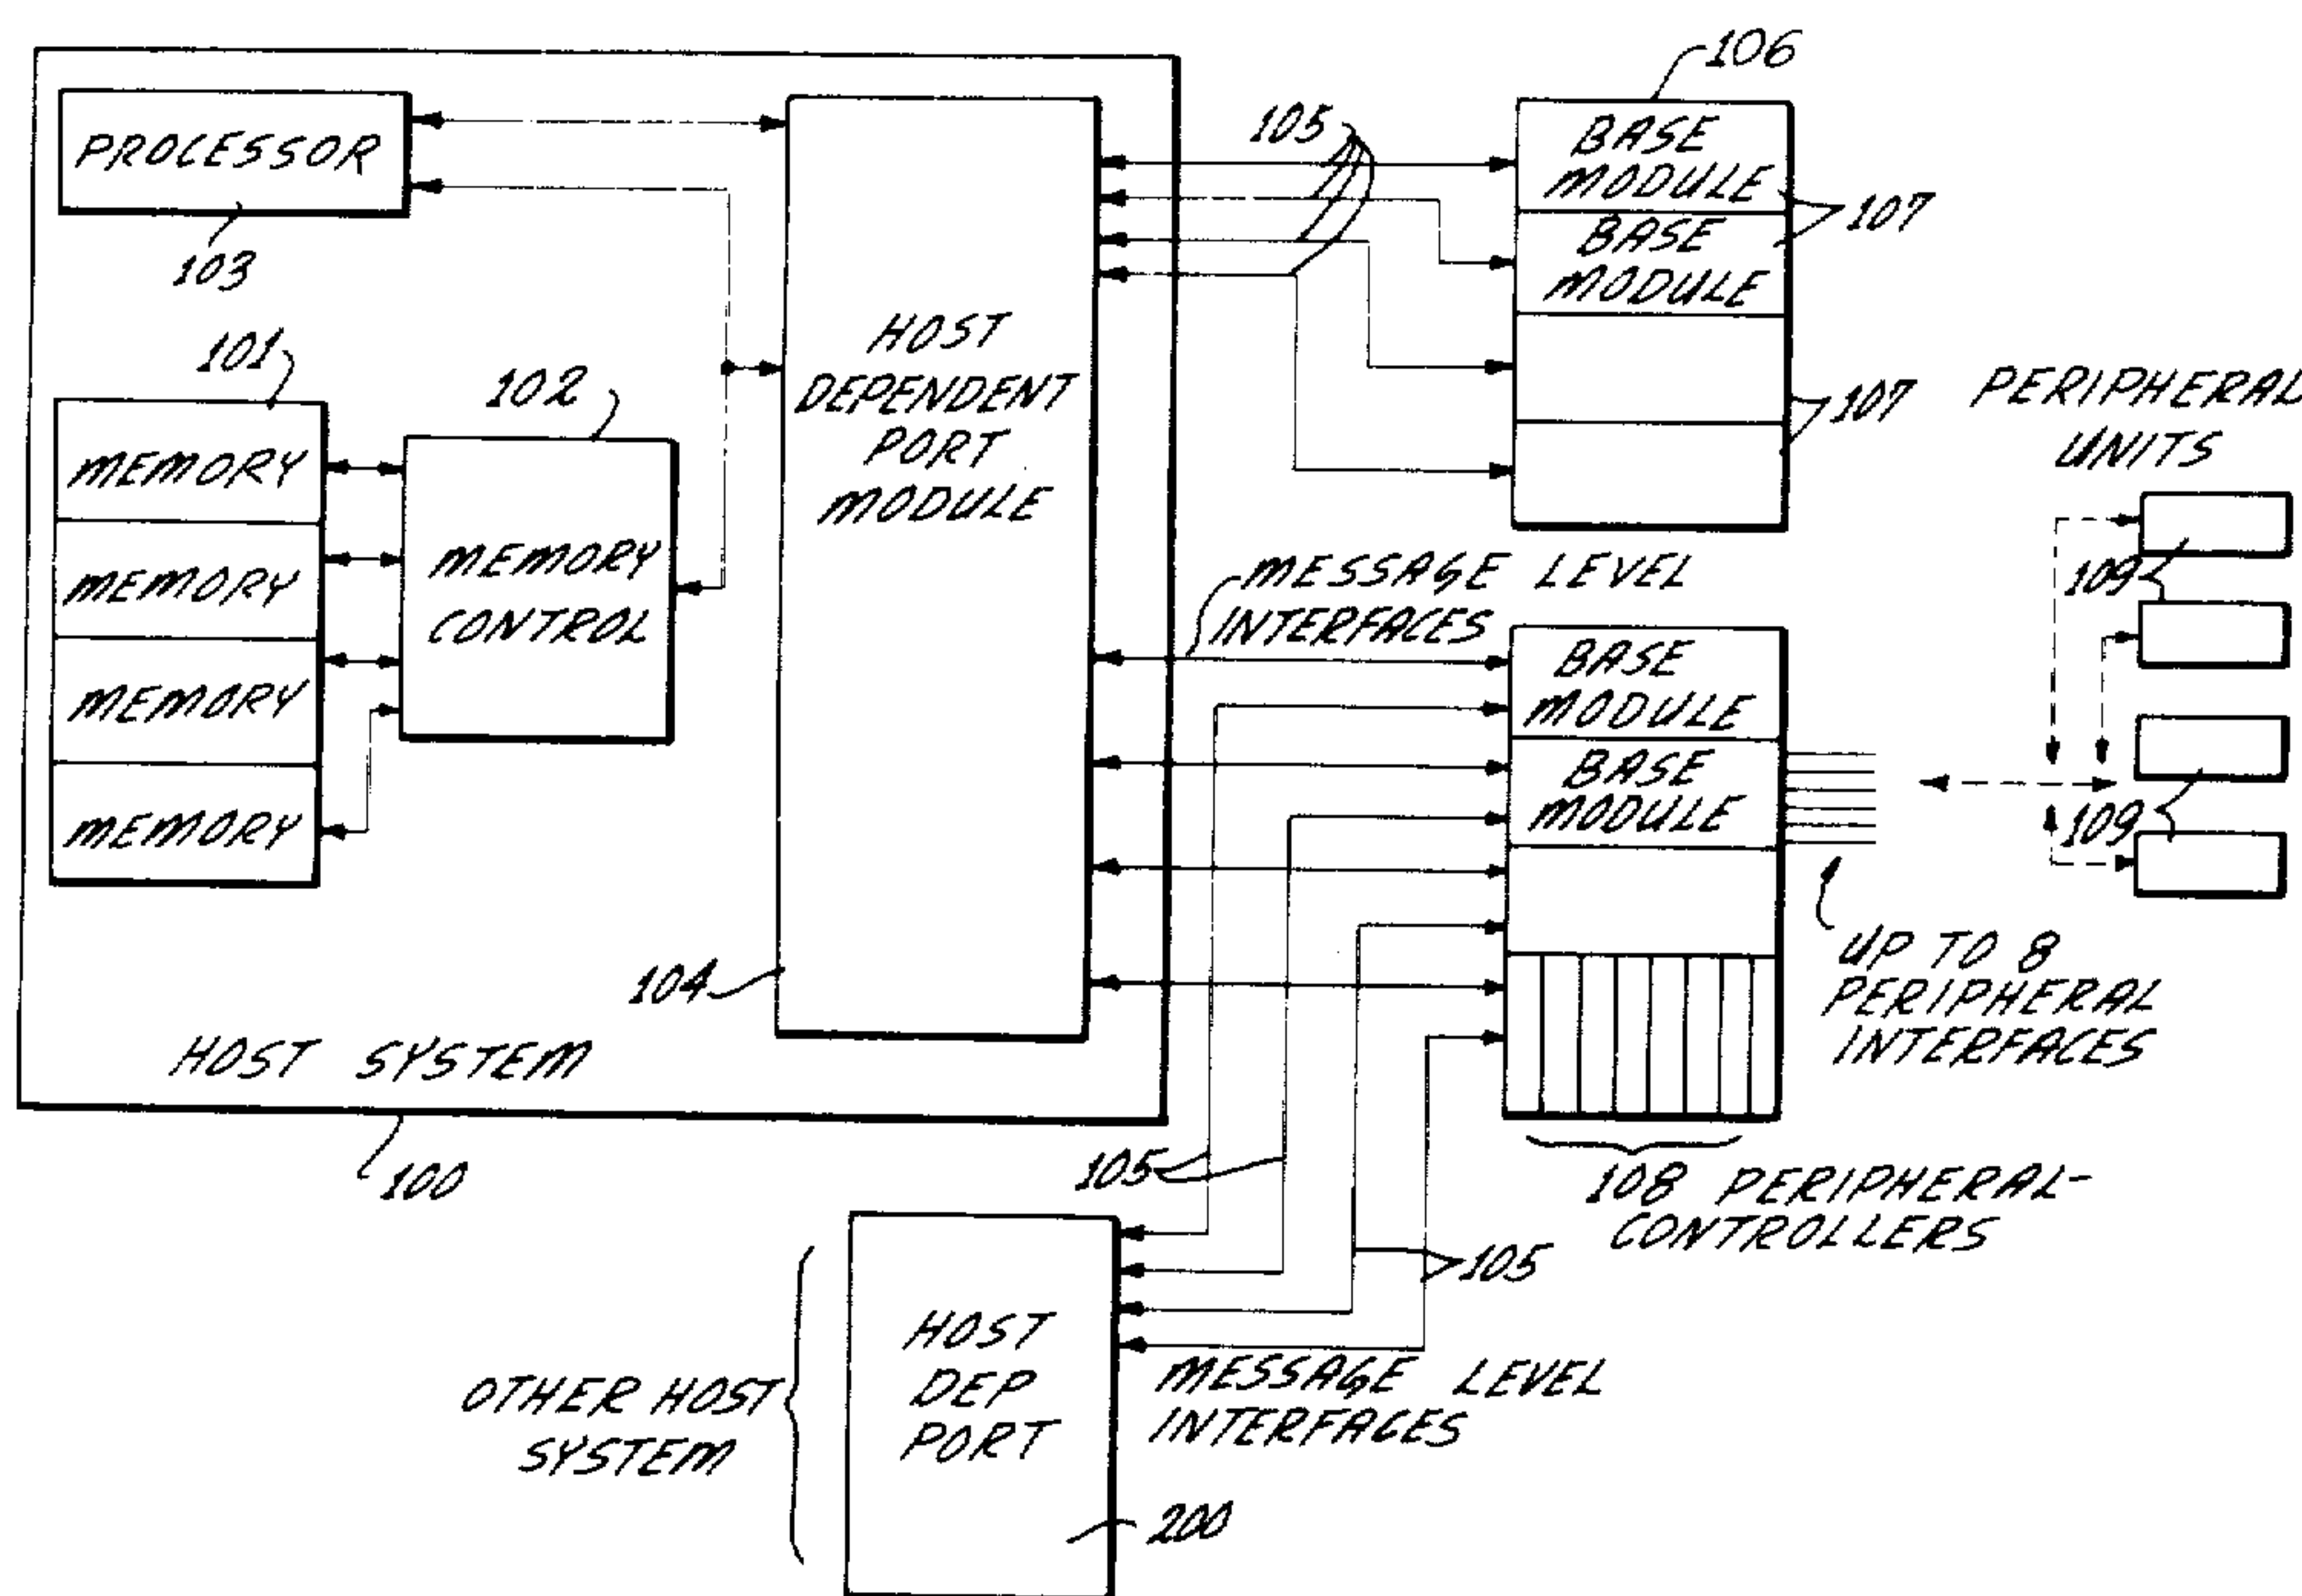 106
PROCESSOR
103
105
BASE
MODULE
107
BASE
MODULE
107
101
102
MEMORY
MEMORY
MEMORY
MEMORY
MEMORY
CONTROL
HOST
DEPENDENT
PORT
MODULE
104
HOST SYSTEM
100
PERIPHERAL
UNITS
109
109
MESSAGE LEVEL
INTERFACES
BASE
MODULE
BASE
MODULE
UP TO 8
PERIPHERAL
INTERFACES
105
108 PERIPHERAL-
CONTROLLERS
105
OTHER HOST
SYSTEM
HOST
DEP
PORT
200
MESSAGE LEVEL
INTERFACES